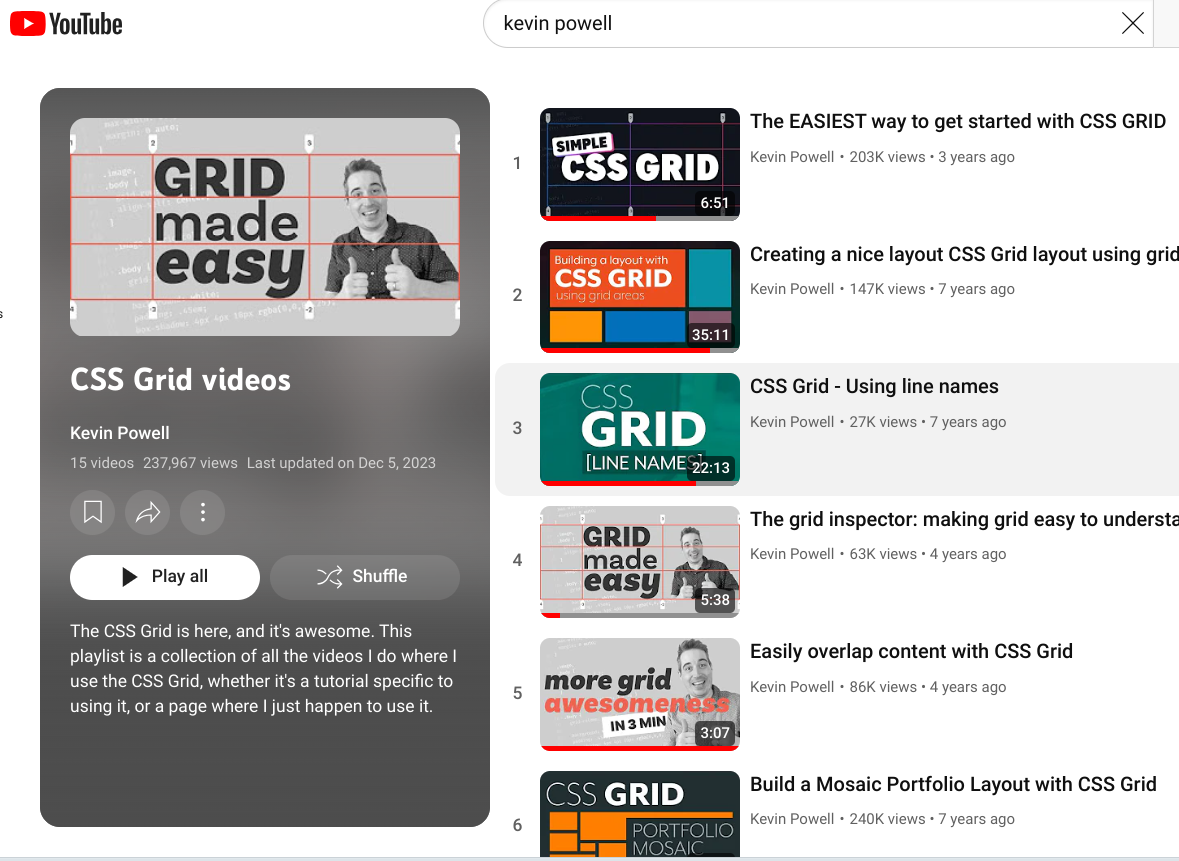 YouTube
kevin powell
GRID
made
easy
CSS Grid videos
Kevin Powell
15 videos 237,967 views Last updated on Dec 5, 2023
Play all
Shuffle
The CSS Grid is here, and it's awesome. This
playlist is a collection of all the videos I do where I
use the CSS Grid, whether it's a tutorial specific to
using it, or a page where I just happen to use it.
1
SIMPLE
CSS GRID
6:51
The EASIEST way to get started with CSS GRID
Kevin Powell • 203K views • 3 years ago
2
Building a layout with
CSS GRID
using grid areas
35:11
Creating a nice layout CSS Grid layout using grid
Kevin Powell • 147K views • 7 years ago
3
CSS
GRID
[LINE NAMES]
22:13
CSS Grid - Using line names
Kevin Powell • 27K views • 7 years ago
4
GRID
made
easy
5:38
The grid inspector: making grid easy to understa
Kevin Powell • 63K views • 4 years ago
5
more grid
awesomeness
IN 3 MIN
3:07
Easily overlap content with CSS Grid
Kevin Powell • 86K views • 4 years ago
6
CSS GRID
PORTFOLIO
MOSAIC
Build a Mosaic Portfolio Layout with CSS Grid
Kevin Powell • 240K views • 7 years ago